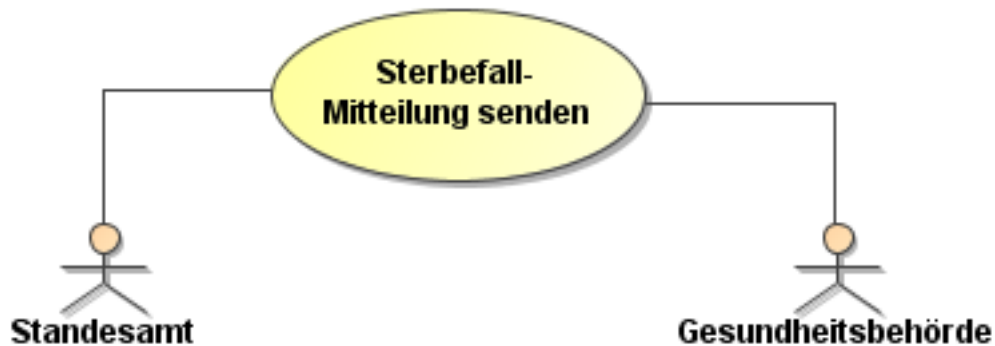 Sterbefall-
Mitteilung senden
Standesamt
Gesundheitsbehörde